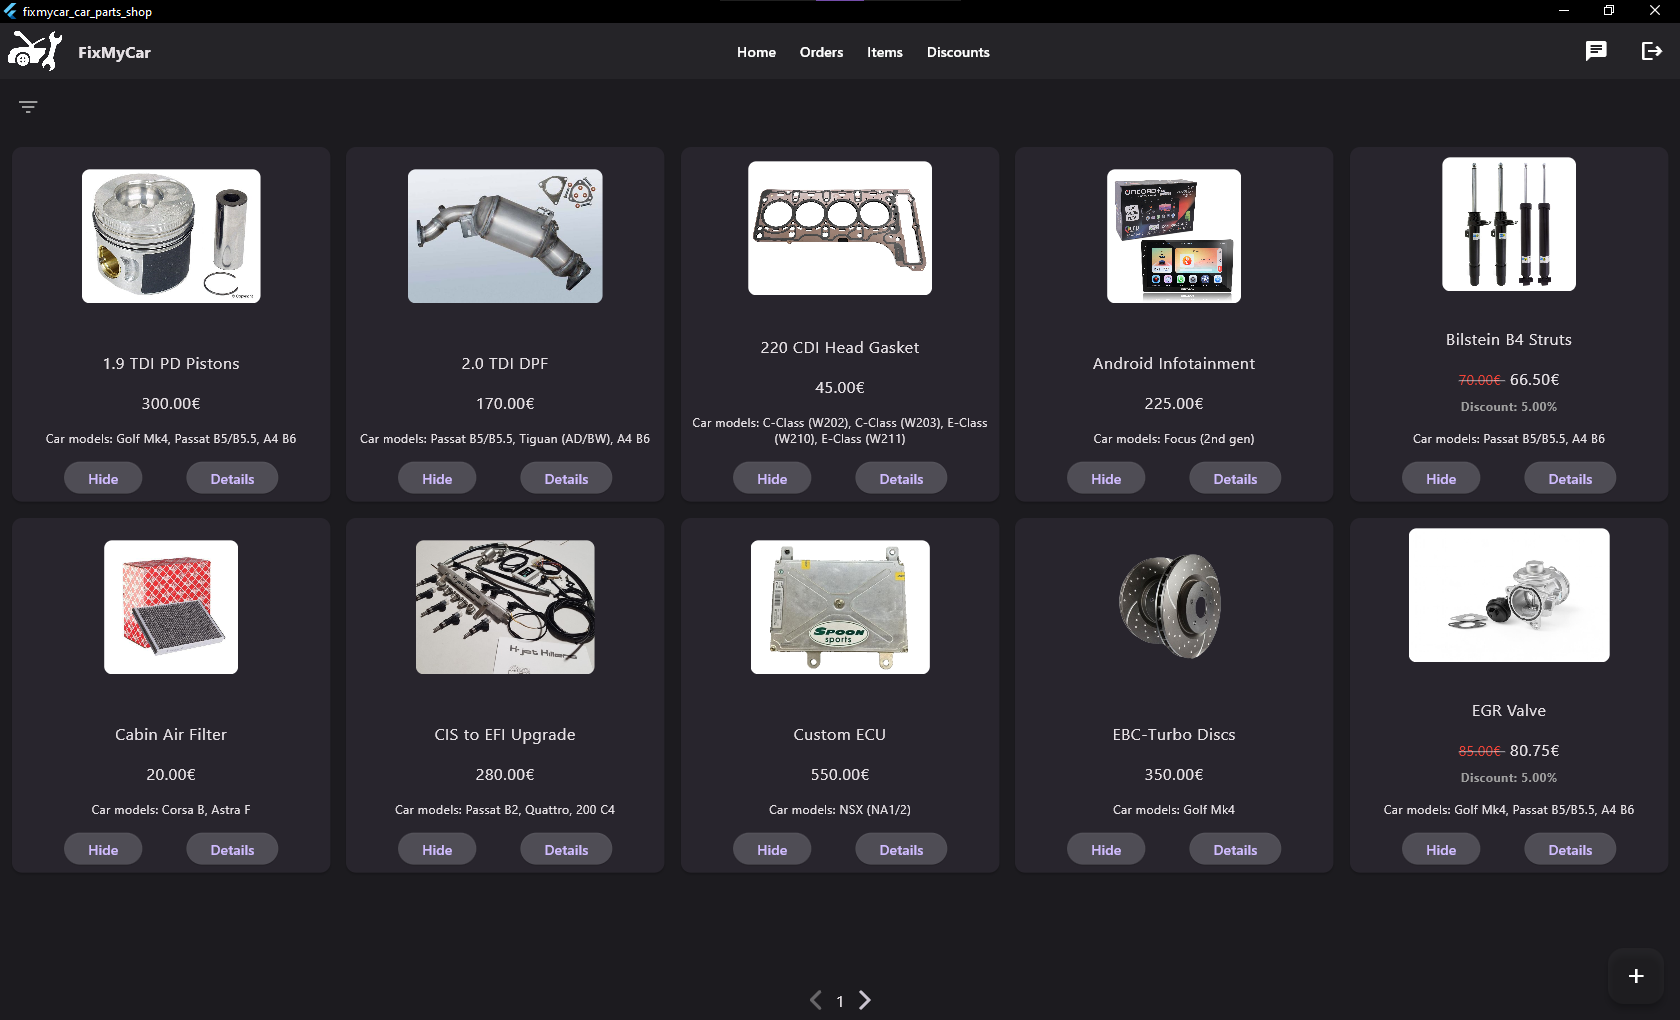 fixmycar_car_parts_shop
FixMyCar
Home
Orders
Items
Discounts
1.9 TDI PD Pistons
300.00€
Car models: Golf Mk4, Passat B5/B5.5, A4 B6
Hide
Details
2.0 TDI DPF
170.00€
Car models: Passat B5/B5.5, Tiguan (AD/BW), A4 B6
Hide
Details
220 CDI Head Gasket
45.00€
Car models: C-Class (W202), C-Class (W203), E-Class
(W210), E-Class (W211)
Hide
Details
Android Infotainment
225.00€
Car models: Focus (2nd gen)
Hide
Details
Bilstein B4 Struts
70.00€ 66.50€
Discount: 5.00%
Car models: Passat B5/B5.5, A4 B6
Hide
Details
Cabin Air Filter
20.00€
Car models: Corsa B, Astra F
Hide
Details
H-jet Killers
CIS to EFI Upgrade
280.00€
Car models: Passat B2, Quattro, 200 C4
Hide
Details
SPOON
sports
Custom ECU
550.00€
Car models: NSX (NA1/2)
Hide
Details
EBC-Turbo Discs
350.00€
Car models: Golf Mk4
Hide
Details
EGR Valve
85.00€ 80.75€
Discount: 5.00%
Car models: Golf Mk4, Passat B5/B5.5, A4 B6
Hide
Details
1